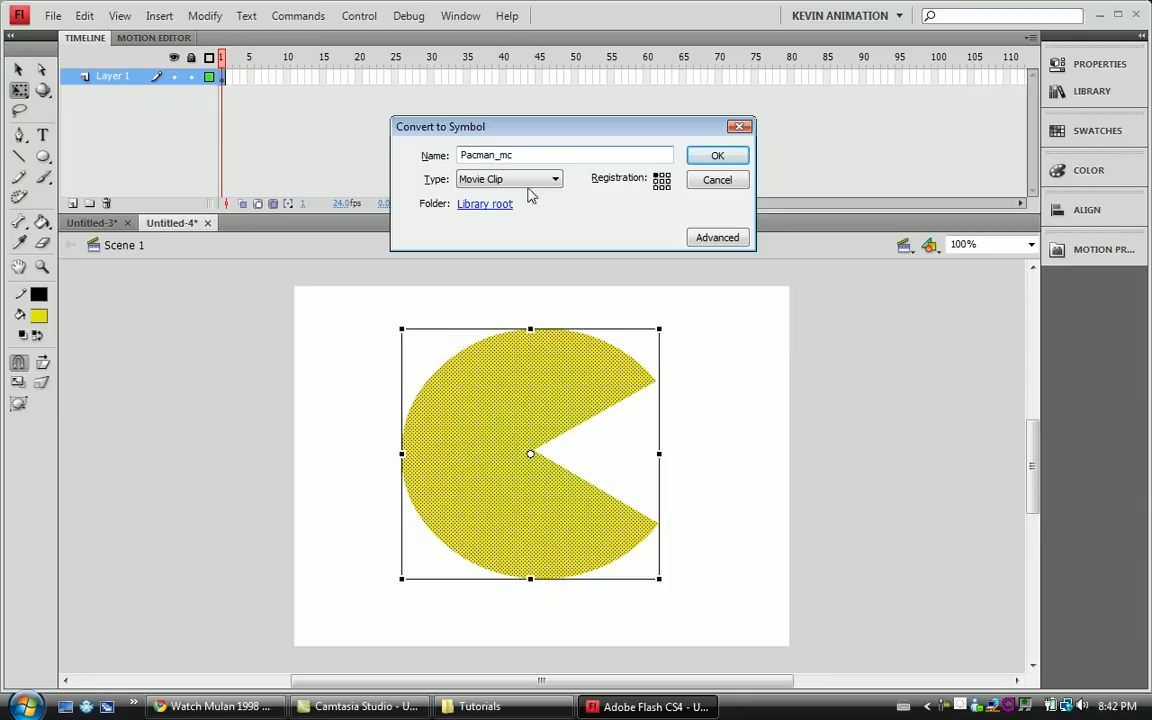 Fl File Edit View Insert Modify Text Commands Control Debug Window Help KEVIN ANIMATION
TIMELINE MOTION EDITOR
1 5 10 15 20 25 30 35 40 45 50 55 60 65 70 75 80 85 90 95 100 105 110
Layer 1
PROPERTIES
LIBRARY
SWATCHES
COLOR
ALIGN
MOTION PR...
Convert to Symbol
Name: Pacman_mc OK
Type: Movie Clip Registration: Cancel
Folder: Library root
Advanced
1 24.0fps 0.0
Untitled-3* × Untitled-4* ×
Scene 1 100%
Watch Mulan 1998 ... Camtasia Studio - U... Tutorials Adobe Flash CS4 - U... 8:42 PM